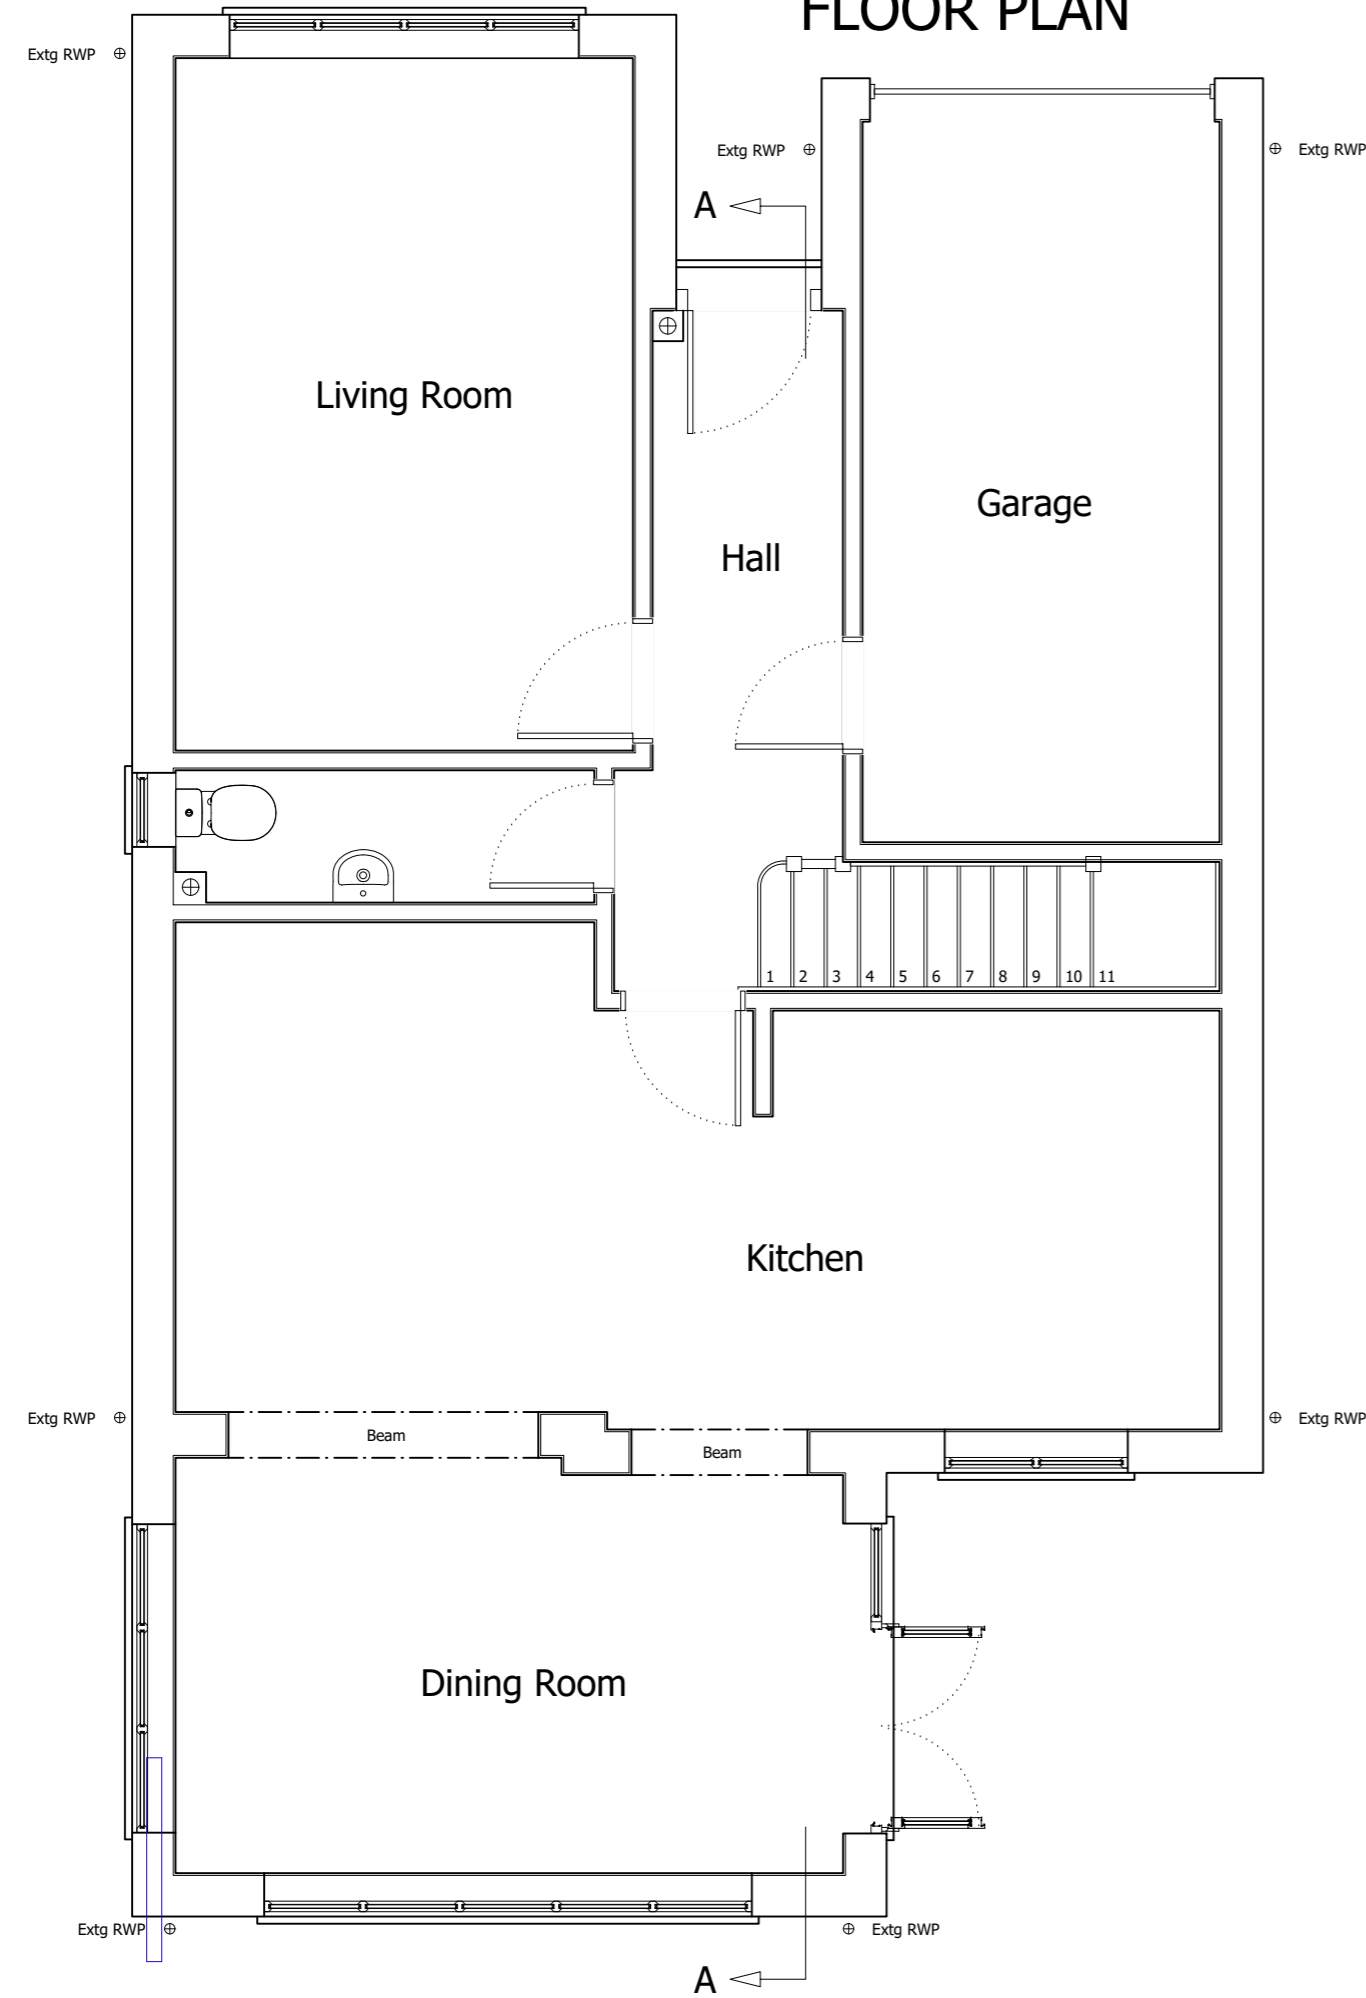 FLOOR PLAN
Extg RWP
Extg RWP
Extg RWP
A
Living Room
Garage
Hall
1 2 3 4 5 6 7 8 9 10 11
Kitchen
Extg RWP
Extg RWP
Beam
Beam
Dining Room
Extg RWP
Extg RWP
A